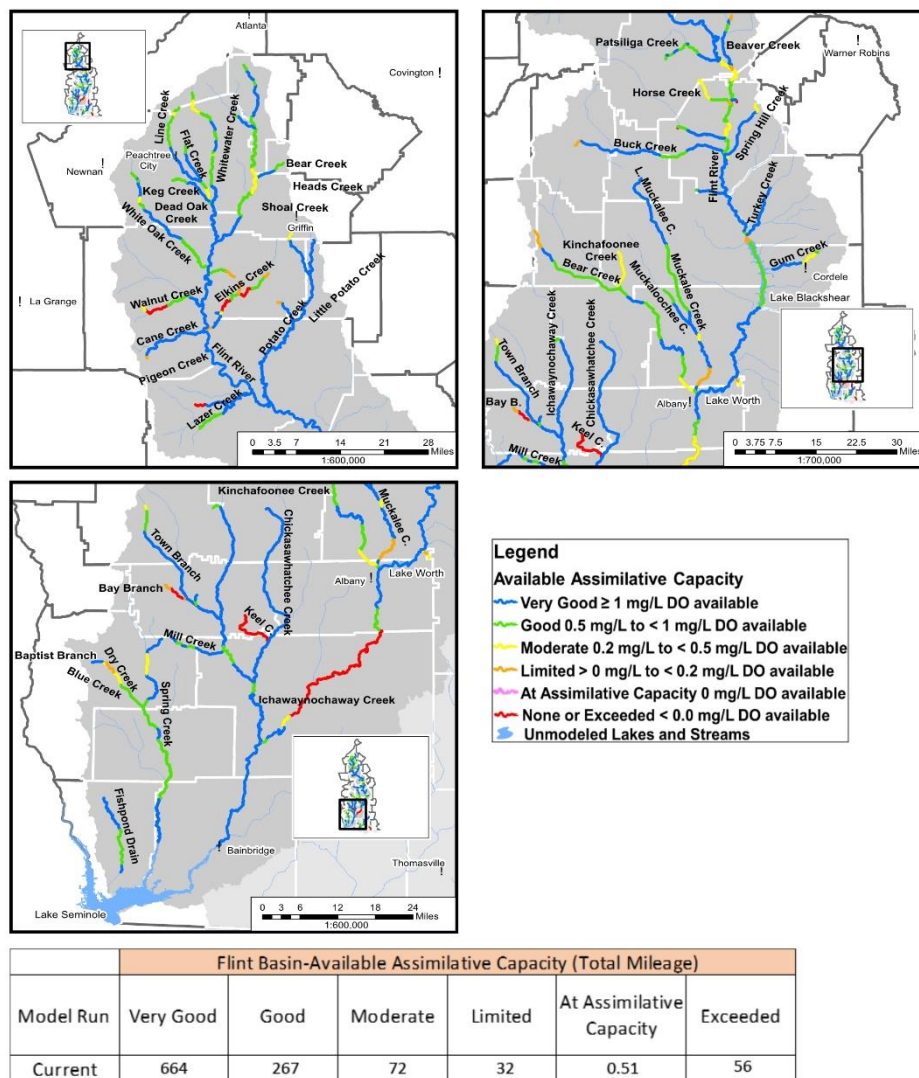 Atlanta
Covington
Line Creek
Flat Creek
Whitewater Creek
Peachtree
City
Newnan
Bear Creek
Heads Creek
Keg Creek
Dead Oak
Creek
Shoal Creek
Griffin
White Oak Creek
Little Potato Creek
La Grange
Walnut Creek
Elkins Creek
Potato Creek
Cane Creek
Pigeon Creek
Flint River
Lazer Creek
0 3.5 7 14 21 28
Miles
1:600,000
Patsiliga Creek
Beaver Creek
Warner Robins
Horse Creek
Spring Hill Creek
Buck Creek
Flint River
L. Muckalee C.
Turkey Creek
Kinchafoonee
Creek
Gum Creek
Cordele
Bear Creek
Muckaloochee C.
Muckalee Creek
Lake Blackshear
Town Branch
Ichawaynochaway Creek
Chickasawhatchee Creek
Bay B.
Albany
Lake Worth
Keel C.
Mill Creek
0 3.75 7.5 15 22.5 30
Miles
1:700,000
Kinchafoonee Creek
Muckalee C.
Chickasawhatchee Creek
Town Branch
Albany
Lake Worth
Bay Branch
Keel C.
Mill Creek
Baptist Branch
Dry Creek
Blue Creek
Ichawaynochaway Creek
Spring Creek
Fishpond Drain
Bainbridge
Thomasville
Lake Seminole
0 3 6 12 18 24
Miles
1:600,000
Legend
Available Assimilative Capacity
Very Good ≥ 1 mg/L DO available
Good 0.5 mg/L to < 1 mg/L DO available
Moderate 0.2 mg/L to < 0.5 mg/L DO available
Limited > 0 mg/L to < 0.2 mg/L DO available
At Assimilative Capacity 0 mg/L DO available
None or Exceeded < 0.0 mg/L DO available
Unmodeled Lakes and Streams
Flint Basin-Available Assimilative Capacity (Total Mileage)
Model Run Very Good Good Moderate Limited At Assimilative Capacity Exceeded
Current 664 267 72 32 0.51 56